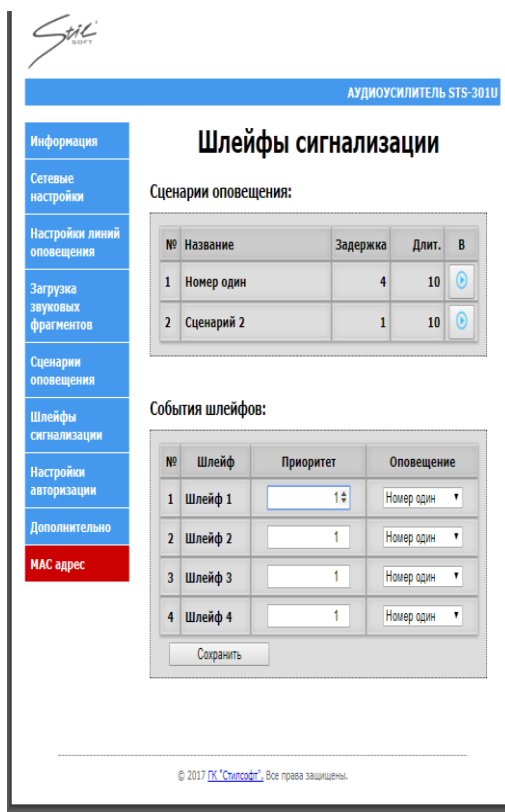 Stil
SOFT
АУДИОУСИЛИТЕЛЬ STS-301U
Информация
Сетевые
настройки
Настройки линий
оповещения
Загрузка
звуковых
фрагментов
Сценарии
оповещения
Шлейфы
сигнализации
Настройки
авторизации
Дополнительно
MAC адрес
Шлейфы сигнализации
Сценарии оповещения:
№ Название Задержка Длит. В
1 Номер один 4 10
2 Сценарий 2 1 10
События шлейфов:
№ Шлейф Приоритет Оповещение
1 Шлейф 1 1 Номер один
2 Шлейф 2 1 Номер один
3 Шлейф 3 1 Номер один
4 Шлейф 4 1 Номер один
Сохранить
© 2017 ГК "Стилсофт". Все права защищены.